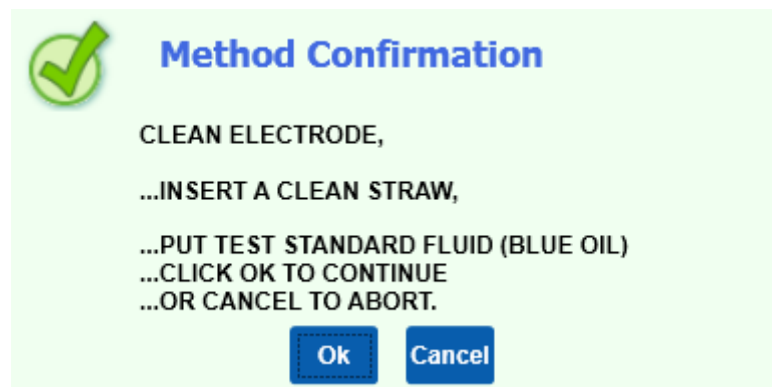 Method Confirmation
CLEAN ELECTRODE,
...INSERT A CLEAN STRAW,
...PUT TEST STANDARD FLUID (BLUE OIL)
...CLICK OK TO CONTINUE
...OR CANCEL TO ABORT.
Ok Cancel